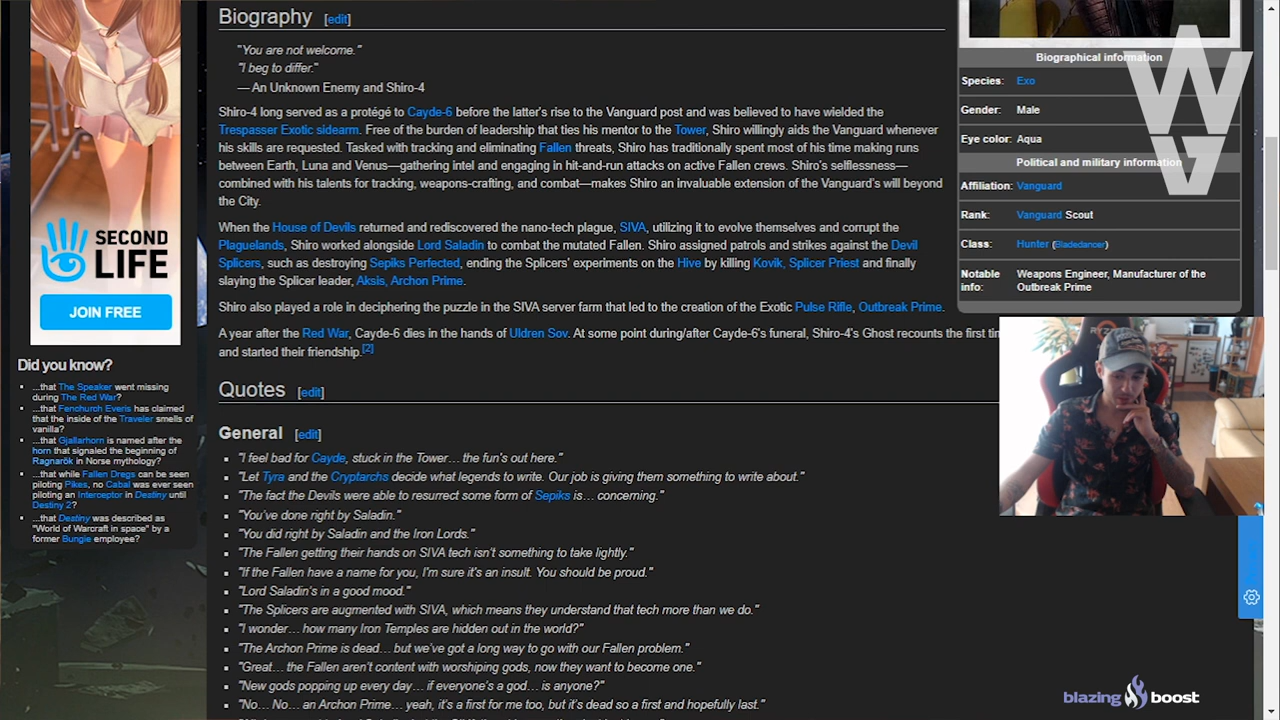 Biography [edit]
"You are not welcome."
"I beg to differ."
— An Unknown Enemy and Shiro-4
Shiro-4 long served as a protégé to Cayde-6 before the latter's rise to the Vanguard post and was believed to have wielded the
Trespasser Exotic sidearm. Free of the burden of leadership that ties his mentor to the Tower, Shiro willingly aids the Vanguard whenever
his skills are requested. Tasked with tracking and eliminating Fallen threats, Shiro has traditionally spent most of his time making runs
between Earth, Luna and Venus—gathering intel and engaging in hit-and-run attacks on active Fallen crews. Shiro's selflessness—
combined with his talents for tracking, weapons-crafting, and combat—makes Shiro an invaluable extension of the Vanguard's will beyond
the City.
When the House of Devils returned and rediscovered the nano-tech plague, SIVA, utilizing it to evolve themselves and corrupt the
Plaguelands, Shiro worked alongside Lord Saladin to combat the mutated Fallen. Shiro assigned patrols and strikes against the Devil
Splicers, such as destroying Sepiks Perfected, ending the Splicers' experiments on the Hive by killing Kovik, Splicer Priest and finally
slaying the Splicer leader, Aksis, Archon Prime.
Shiro also played a role in deciphering the puzzle in the SIVA server farm that led to the creation of the Exotic Pulse Rifle, Outbreak Prime.
A year after the Red War, Cayde-6 dies in the hands of Uldren Sov. At some point during/after Cayde-6's funeral, Shiro-4's Ghost recounts the first
and started their friendship.[2]
Quotes [edit]
General [edit]
"I feel bad for Cayde, stuck in the Tower… the fun's out here."
"Let Tyra and the Cryptarchs decide what legends to write. Our job is giving them something to write about."
"The fact the Devils were able to resurrect some form of Sepiks is… concerning."
"You've done right by Saladin."
"You did right by Saladin and the Iron Lords."
"The Fallen getting their hands on SIVA tech isn't something to take lightly."
"If the Fallen have a name for you, I'm sure it's an insult. You should be proud."
"Lord Saladin's in a good mood."
"The Splicers are augmented with SIVA, which means they understand that tech more than we do."
"I wonder… how many Iron Temples are hidden out in the world?"
"The Archon Prime is dead… but we've got a long way to go with our Fallen problem."
"Great… the Fallen aren't content with worshiping gods, now they want to become one."
"New gods popping up every day… if everyone's a god… is anyone?"
"No… No… an Archon Prime… yeah, it's a first for me too, but it's dead so a first and hopefully last."
Biographical information
Species: Exo
Gender: Male
Eye color: Aqua
Political and military information
Affiliation: Vanguard
Rank: Vanguard Scout
Class: Hunter (Bladedancer)
Notable info: Weapons Engineer, Manufacturer of the
Outbreak Prime
WG
SECOND
LIFE
JOIN FREE
Did you know?
...that The Speaker went missing
during The Red War?
...that Fenchurch Everis has claimed
that the inside of the Traveler smells of
vanilla?
...that Gjallarhorn is named after the
horn that signaled the beginning of
Ragnarök in Norse mythology?
...that while Fallen Dregs can be seen
piloting Pikes, no Cabal was ever seen
piloting an Interceptor in Destiny until
Destiny 2?
...that Destiny was described as
"World of Warcraft in space" by a
former Bungie employee?
blazing boost